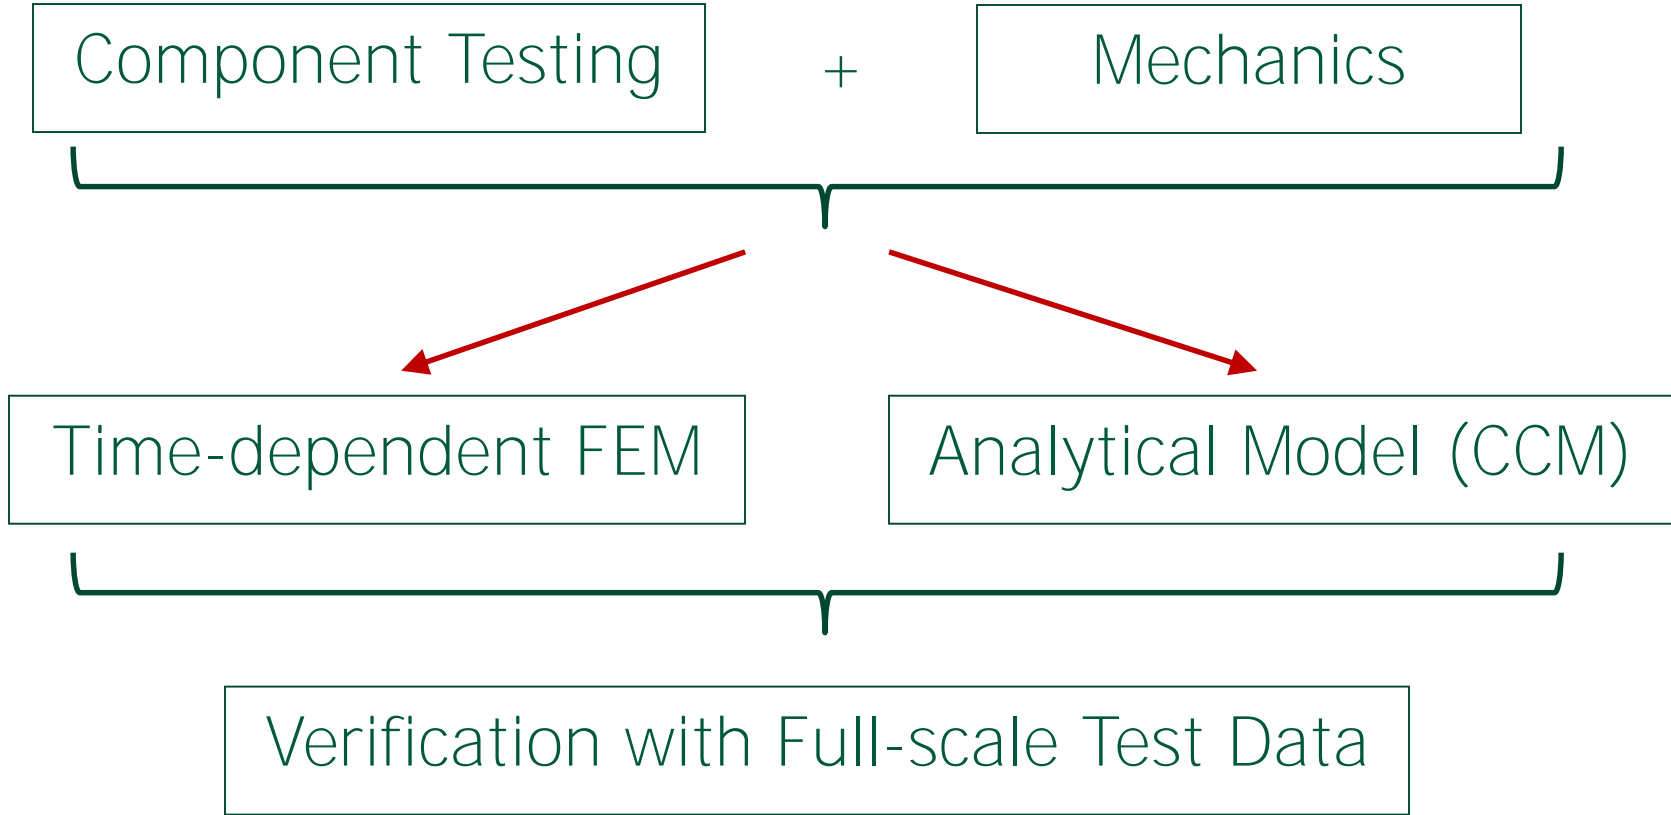 Component Testing + Mechanics
Time-dependent FEM Analytical Model (CCM)
Verification with Full-scale Test Data